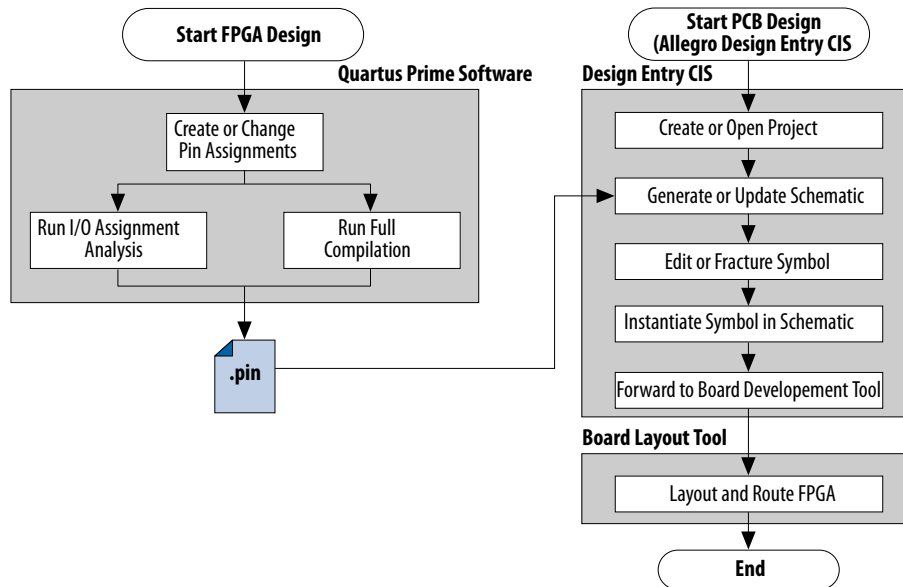 Start FPGA Design
Quartus Prime Software
Create or Change
Pin Assignments
Run I/O Assignment
Analysis
Run Full
Compilation
.pin
Start PCB Design
(Allegro Design Entry CIS
Design Entry CIS
Create or Open Project
Generate or Update Schematic
Edit or Fracture Symbol
Instantiate Symbol in Schematic
Forward to Board Developement Tool
Board Layout Tool
Layout and Route FPGA
End